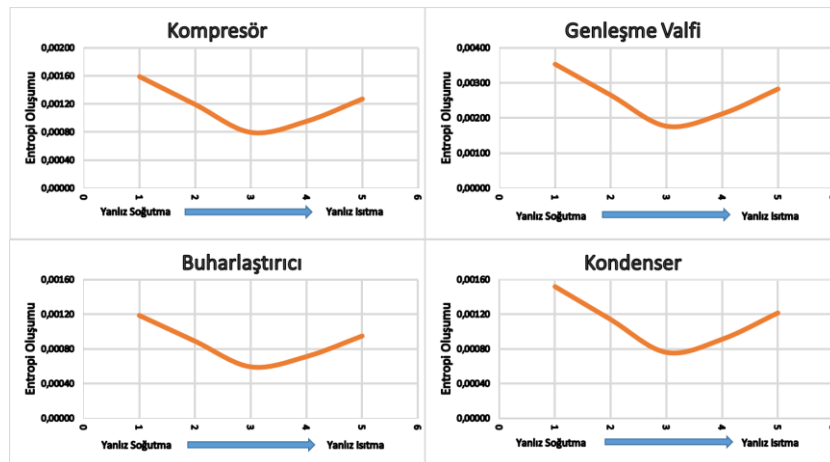 Kompresör
Entropi Oluşumu
0,00200
0,00160
0,00120
0,00080
0,00040
0,00000
0 1 2 3 4 5 6
Yanlız Soğutma Yanlız Isıtma
Genleşme Valfi
Entropi Oluşumu
0,00400
0,00300
0,00200
0,00100
0,00000
0 1 2 3 4 5
Yanlız Soğutma Yanlız Isıtma
Buharlaştırıcı
Entropi Oluşumu
0,00160
0,00120
0,00080
0,00040
0,00000
0 1 2 3 4 5 6
Yanlız Soğutma Yanlız Isıtma
Kondenser
Entropi Oluşumu
0,00160
0,00120
0,00080
0,00040
0,00000
0 1 2 3 4 5
Yanlız Soğutma Yanlız Isıtma